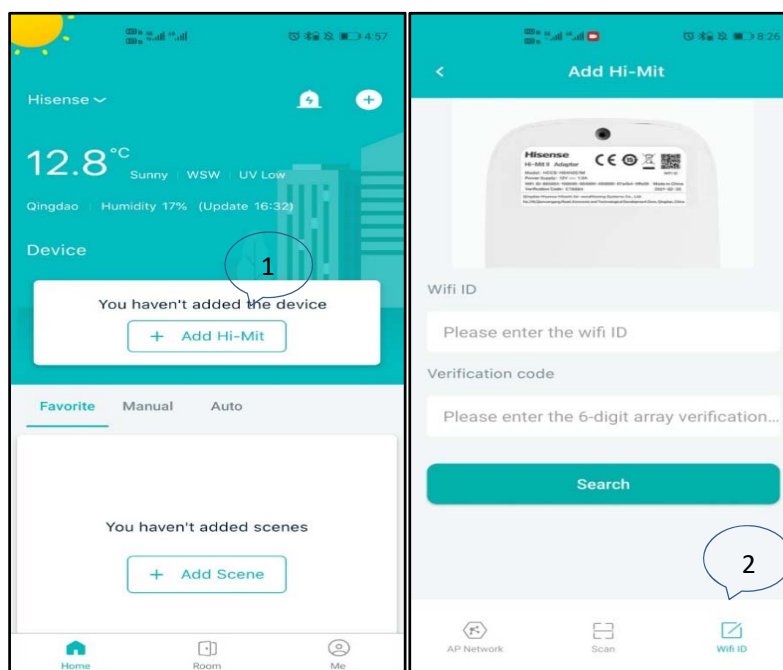 4:57
Hisense
12.8°C
Sunny WSW UV Low
Qingdao Humidity 17% (Update 16:32)
Device
1
You haven't added the device
+ Add Hi-Mit
Favorite Manual Auto
You haven't added scenes
+ Add Scene
Home Room Me
8:26
< Add Hi-Mit
Hisense
Hi-Mit II Adaptor
Wifi ID
Please enter the wifi ID
Verification code
Please enter the 6-digit array verification...
Search
2
AP Network Scan Wifi ID